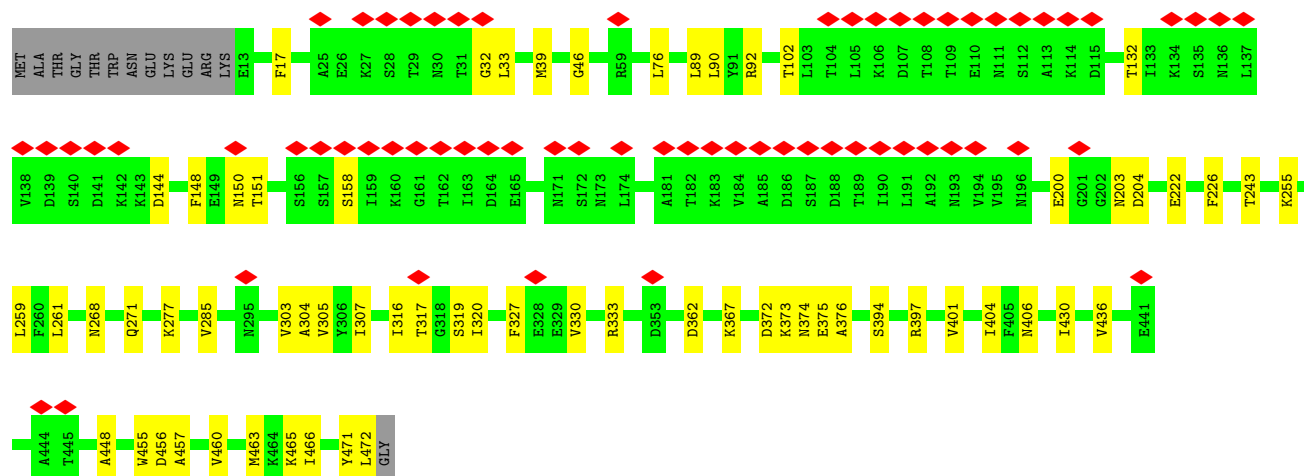 MET ALA THR GLY THR TRP ASN GLU LYS GLU ARG LYS E13 F17 A25 E26 K27 S28 T29 N30 T31 G32 L33 M39 G46 R59 L76 L89 L90 Y91 R92 T102 L103 T104 L105 K106 D107 T108 T109 E110 N111 S112 A113 K114 D115 T132 I133 K134 S135 N136 L137
V138 D139 S140 D141 K142 K143 D144 F148 E149 N150 T151 S156 S157 S158 I159 K160 G161 T162 I163 D164 E165 N171 S172 N173 L174 A181 T182 K183 V184 A185 D186 S187 D188 T189 I190 L191 A192 N193 V194 V195 N196 E200 G201 G202 N203 D204 E222 F226 T243 K255
L259 F260 L261 N268 Q271 K277 V285 N295 V303 A304 V305 Y306 I307 I316 T317 G318 S319 I320 F327 E328 E329 V330 R333 D353 D362 K367 D372 K373 N374 E375 A376 S394 R397 V401 I404 F405 N406 I430 V436 E441
A444 T445 A448 W455 D456 A457 V460 M463 K464 K465 I466 Y471 L472 GLY